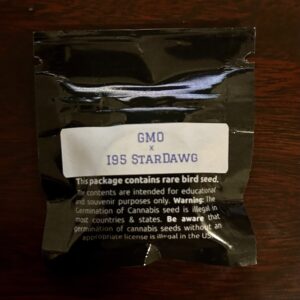 GMO
x
I95 STARDAWG
This package contains rare bird seed.
The contents are intended for educational
and souvenir purposes only. Warning: The
Germination of Cannabis seed is illegal in
most countries & states. Be aware that
germination of cannabis seeds without an
appropriate license is illegal in the US